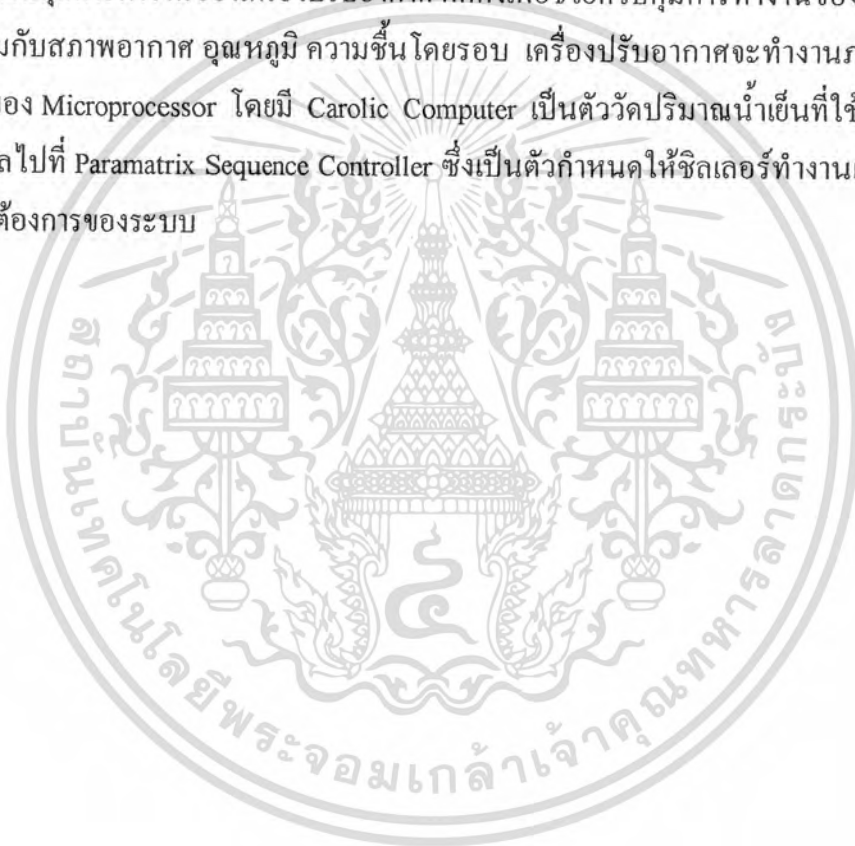 มกับสภาพอากาศ อุณหภูมิ ความชื้นโดยรอบ เครื่องปรับอากาศจะทำงานภ
อง Microprocessor โดยมี Carolic Computer เป็นตัววัดปริมาณน้ำเย็นที่ใช้
ลไปที่ Paramatrix Sequence Controller ซึ่งเป็นตัวกำหนดให้ชิลเลอร์ทำงาน
ต้องการของระบบ
สถาบันเทคโนโลยีพระจอมเกล้าเจ้าคุณทหารลาดกระบัง